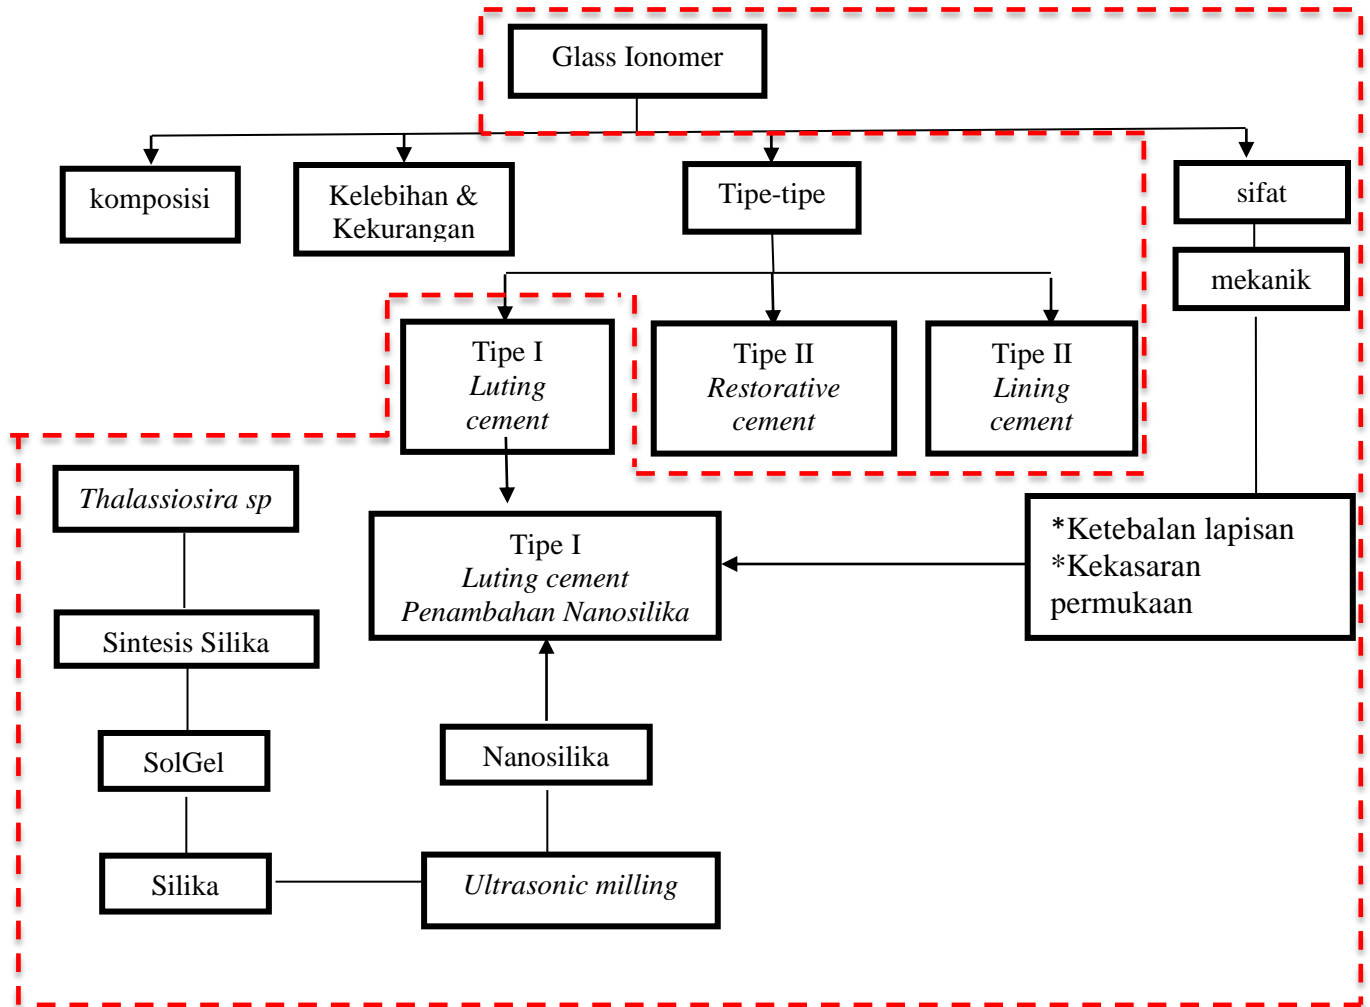 Glass Ionomer
komposisi
Kelebihan &
Kekurangan
Tipe-tipe
sifat
mekanik
Tipe I
Luting
cement
Tipe II
Restorative
cement
Tipe II
Lining
cement
Thalassiosira sp
Tipe I
Luting cement
Penambahan Nanosilika
*Ketebalan lapisan
*Kekasaran
permukaan
Sintesis Silika
SolGel
Nanosilika
Silika
Ultrasonic milling